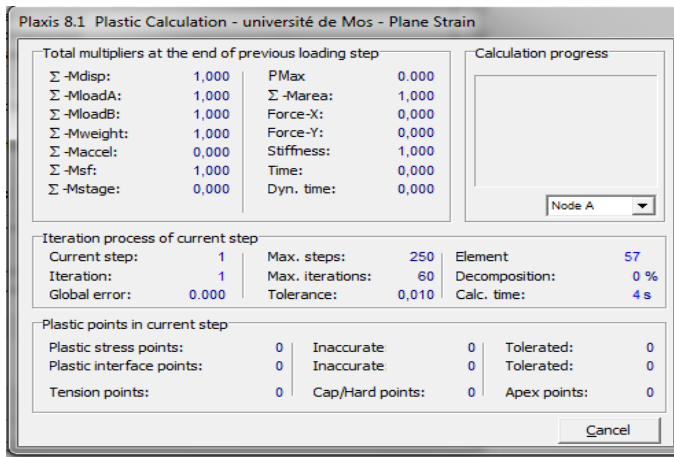 Plaxis 8.1 Plastic Calculation - université de Mos - Plane Strain
Total multipliers at the end of previous loading step
Σ -Mdisp: 1,000 PMax 0.000
Σ -MloadA: 1,000 Σ -Marea: 1,000
Σ -MloadB: 1,000 Force-X: 0,000
Σ -Mweight: 1,000 Force-Y: 0,000
Σ -Maccel: 0,000 Stiffness: 1,000
Σ -Msf: 1,000 Time: 0,000
Σ -Mstage: 0,000 Dyn. time: 0,000
Calculation progress
Node A
Iteration process of current step
Current step: 1 Max. steps: 250 Element 57
Iteration: 1 Max. iterations: 60 Decomposition: 0 %
Global error: 0.000 Tolerance: 0,010 Calc. time: 4 s
Plastic points in current step
Plastic stress points: 0 Inaccurate 0 Tolerated: 0
Plastic interface points: 0 Inaccurate 0 Tolerated: 0
Tension points: 0 Cap/Hard points: 0 Apex points: 0
Cancel